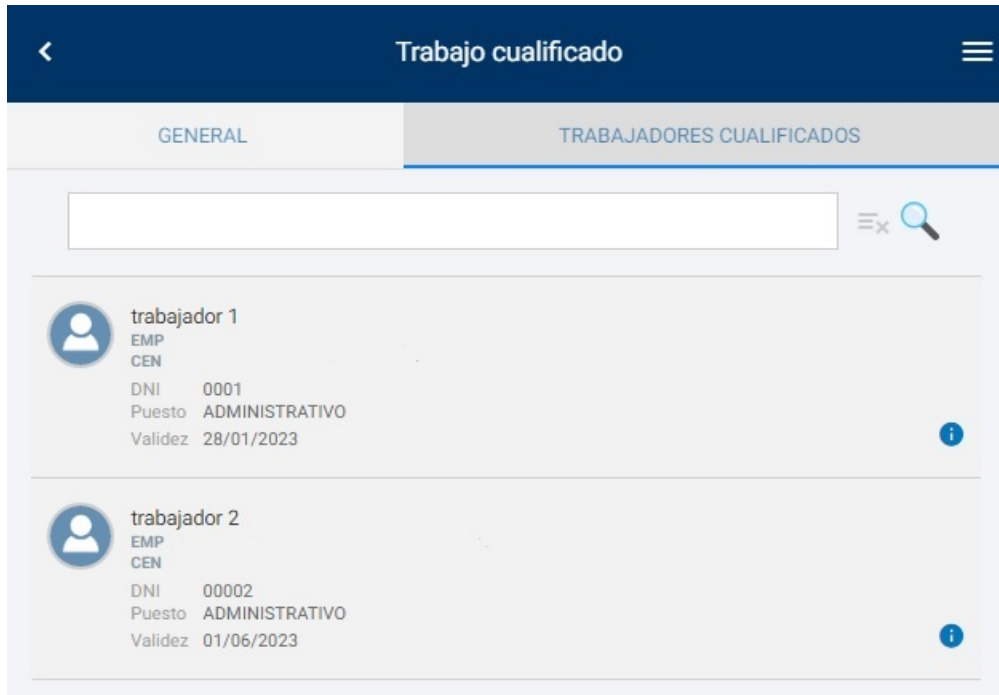 Trabajo cualificado
GENERAL TRABAJADORES CUALIFICADOS
trabajador 1
EMP
CEN
DNI 0001
Puesto ADMINISTRATIVO
Validez 28/01/2023
trabajador 2
EMP
CEN
DNI 00002
Puesto ADMINISTRATIVO
Validez 01/06/2023